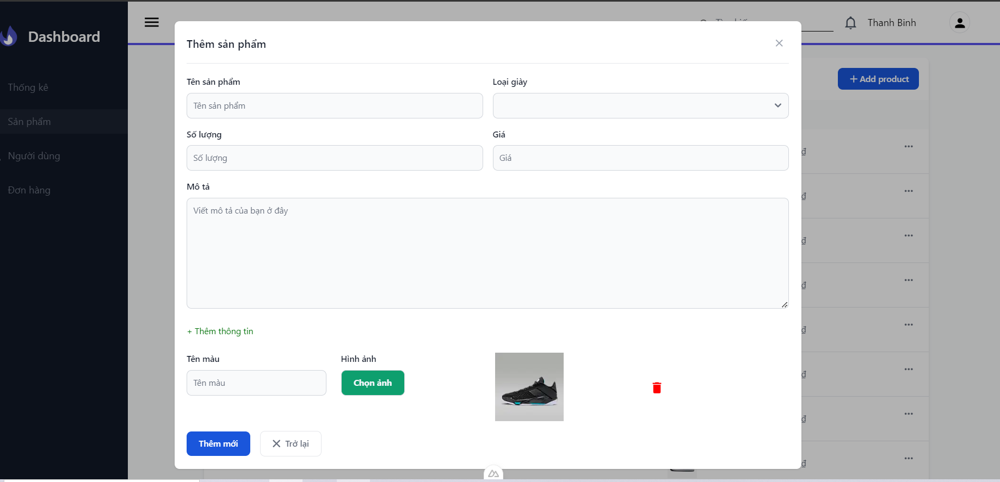 Dashboard
Thanh Binh
Thống kê
Sản phẩm
Người dùng
Đơn hàng
+ Add product
Thêm sản phẩm
Tên sản phẩm
Loại giày
Tên sản phẩm
Số lượng
Giá
Số lượng
Giá
Mô tả
Viết mô tả của bạn ở đây
+ Thêm thông tin
Tên màu
Hình ảnh
Tên màu
Chọn ảnh
Thêm mới
Trở lại
đ
đ
đ
đ
đ
đ
đ
đ